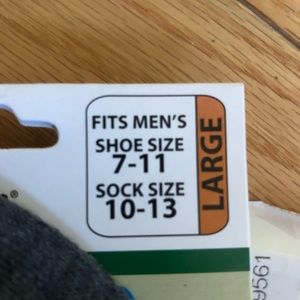 FITS MEN'S
SHOE SIZE
7-11
SOCK SIZE
10-13
LARGE
9561